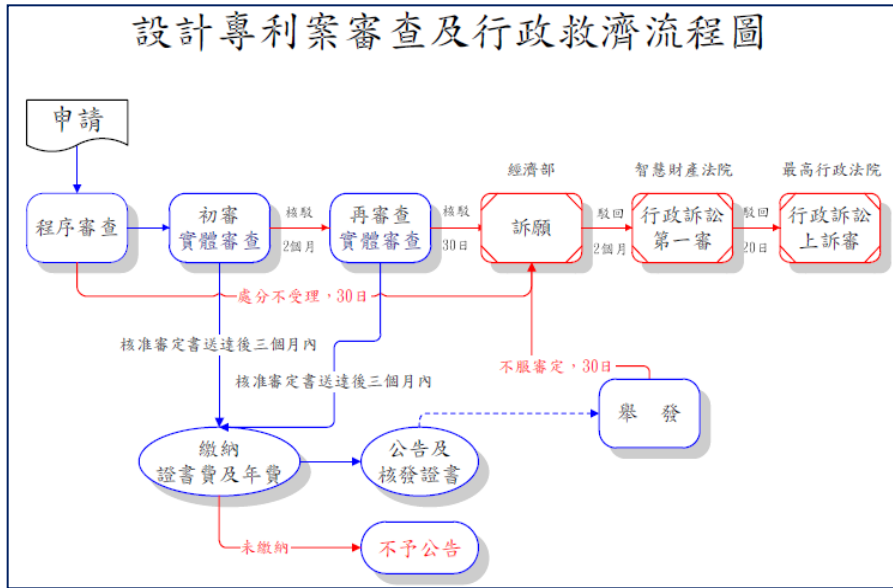 設計專利案審查及行政救濟流程圖
申請
經濟部
智慧財產法院
最高行政法院
程序審查
初審
實體審查
核駁
2個月
再審查
實體審查
核駁
30日
訴願
駁回
2個月
行政訴訟
第一審
駁回
20日
行政訴訟
上訴審
處分不受理，30日
核准審定書送達後三個月內
不服審定，30日
核准審定書送達後三個月內
舉 發
繳納
證書費及年費
公告及
核發證書
未繳納
不予公告